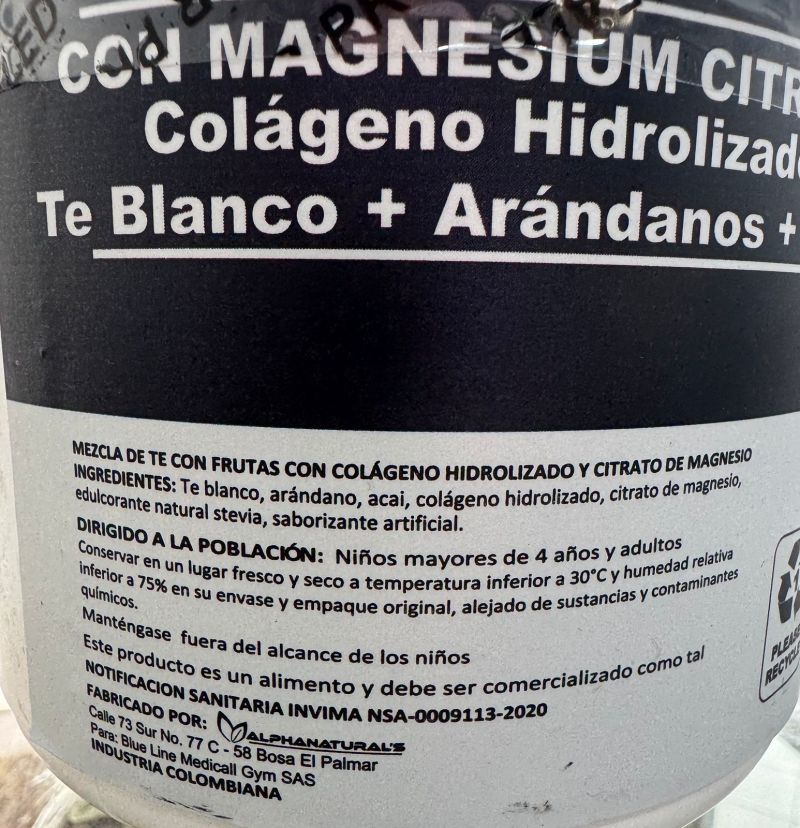 CON MAGNESIUM CITR
Colágeno Hidrolizado
Te Blanco + Arándanos +
MEZCLA DE TE CON FRUTAS CON COLÁGENO HIDROLIZADO Y CITRATO DE MAGNESIO
INGREDIENTES: Te blanco, arándano, acai, colágeno hidrolizado, citrato de magnesio,
edulcorante natural stevia, saborizante artificial.
DIRIGIDO A LA POBLACIÓN: Niños mayores de 4 años y adultos
Conservar en un lugar fresco y seco a temperatura inferior a 30°C y humedad relativa
inferior a 75% en su envase y empaque original, alejado de sustancias y contaminantes
químicos.
Manténgase fuera del alcance de los niños
Este producto es un alimento y debe ser comercializado como tal
NOTIFICACION SANITARIA INVIMA NSA-0009113-2020
FABRICADO POR: ALPHANATURAL'S
Calle 73 Sur No. 77 C - 58 Bosa El Palmar
Para: Blue Line Medicall Gym SAS
INDUSTRIA COLOMBIANA
PLEASE
RECYCLE